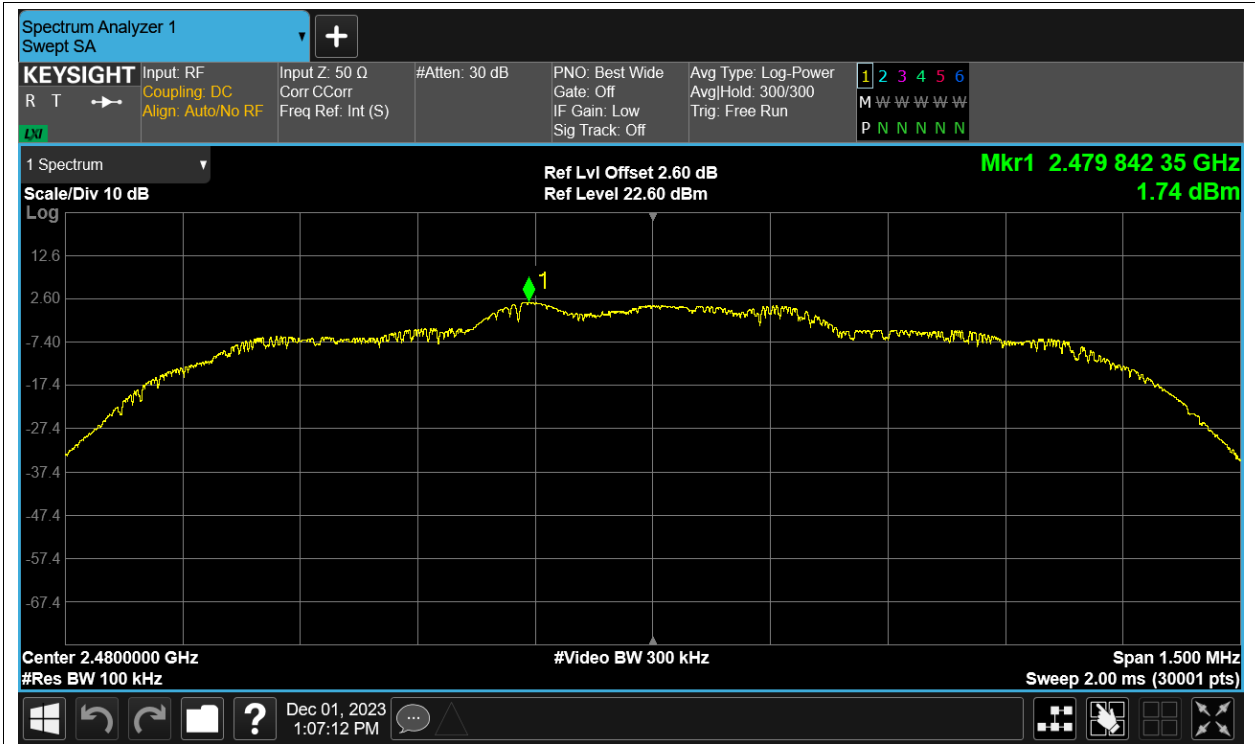 Spectrum Analyzer 1
Swept SA
KEYSIGHT
R T
LXI
Input: RF
Coupling: DC
Align: Auto/No RF
Input Z: 50 Ω
Corr CCorr
Freq Ref: Int (S)
#Atten: 30 dB
PNO: Best Wide
Gate: Off
IF Gain: Low
Sig Track: Off
Avg Type: Log-Power
Avg|Hold: 300/300
Trig: Free Run
1 2 3 4 5 6
M W W W W W
P N N N N N
1 Spectrum
Scale/Div 10 dB
Log
Ref Lvl Offset 2.60 dB
Ref Level 22.60 dBm
Mkr1 2.479 842 35 GHz
1.74 dBm
12.6
2.60
-7.40
-17.4
-27.4
-37.4
-47.4
-57.4
-67.4
1
Center 2.4800000 GHz
#Res BW 100 kHz
#Video BW 300 kHz
Span 1.500 MHz
Sweep 2.00 ms (30001 pts)
?
Dec 01, 2023
1:07:12 PM